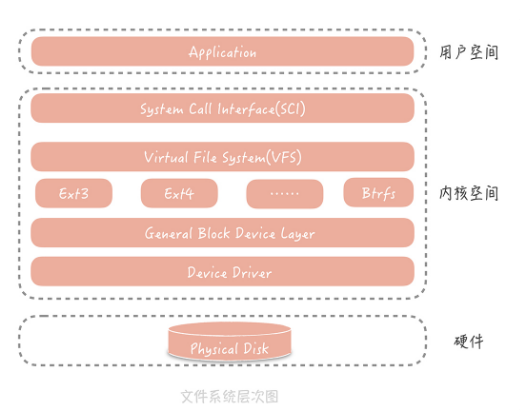 Application
用户空间
System Call Interface(SCI)
Virtual File System(VFS)
Ext3
Ext4
……
Btrfs
内核空间
General Block Device Layer
Device Driver
Physical Disk
硬件
文件系统层次图